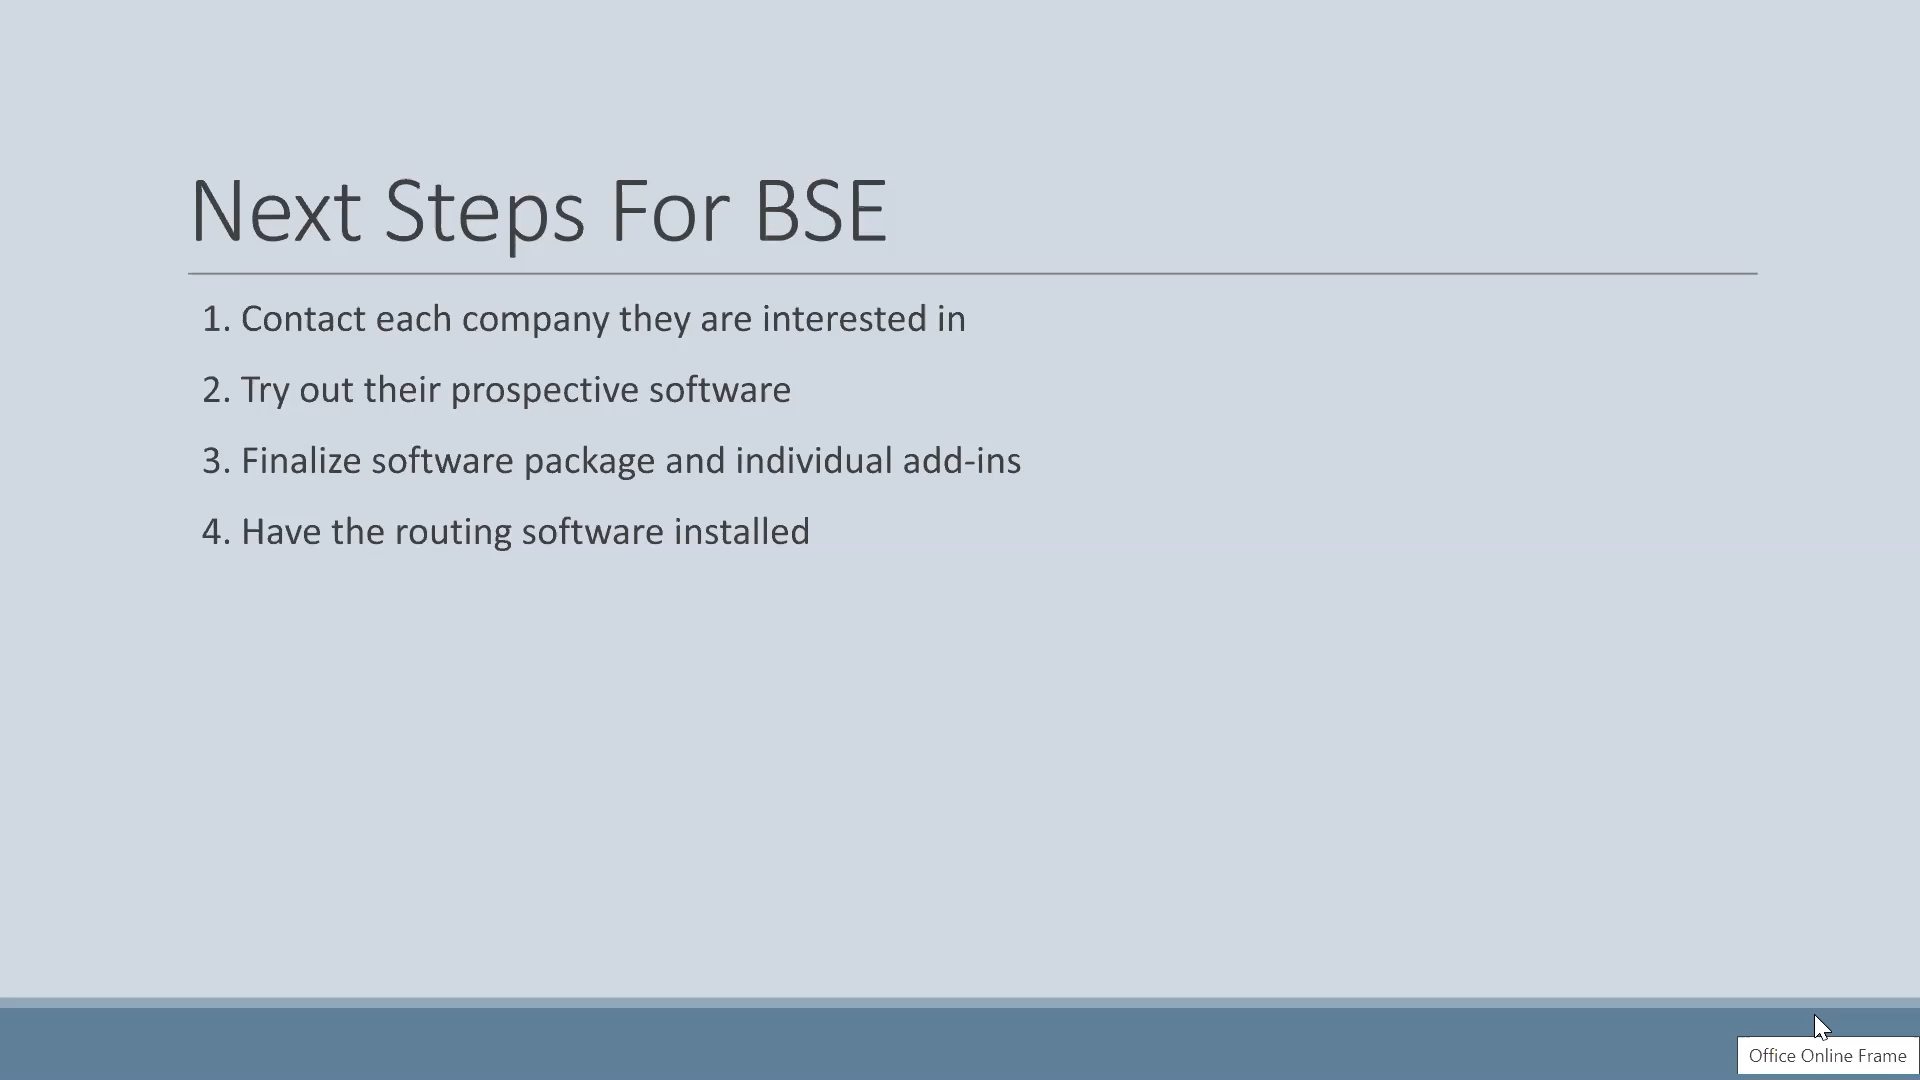 Next Steps For BSE
1. Contact each company they are interested in
2. Try out their prospective software
3. Finalize software package and individual add-ins
4. Have the routing software installed
Office Online Frame